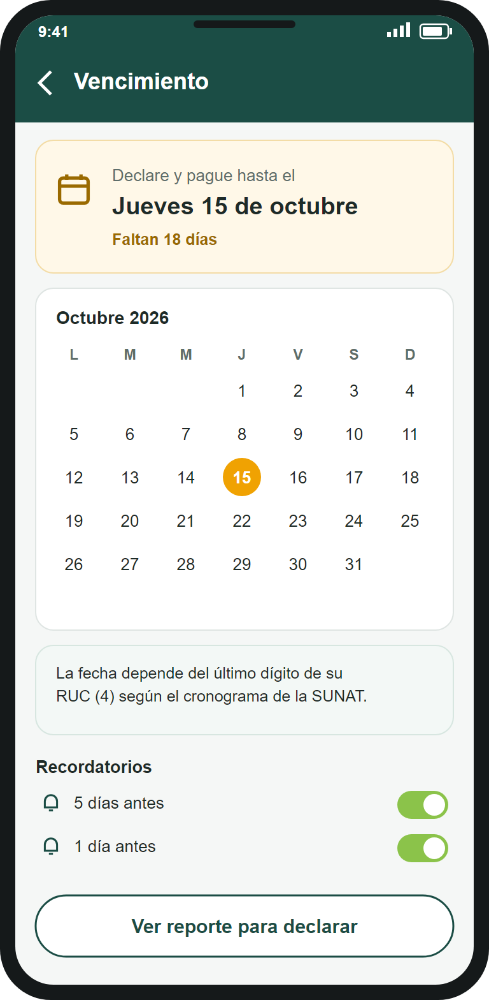 9:41
Vencimiento
Declare y pague hasta el
Jueves 15 de octubre
Faltan 18 días
Octubre 2026
L M M J V S D
1 2 3 4
5 6 7 8 9 10 11
12 13 14 15 16 17 18
19 20 21 22 23 24 25
26 27 28 29 30 31
La fecha depende del último dígito de su
RUC (4) según el cronograma de la SUNAT.
Recordatorios
5 días antes
1 día antes
Ver reporte para declarar